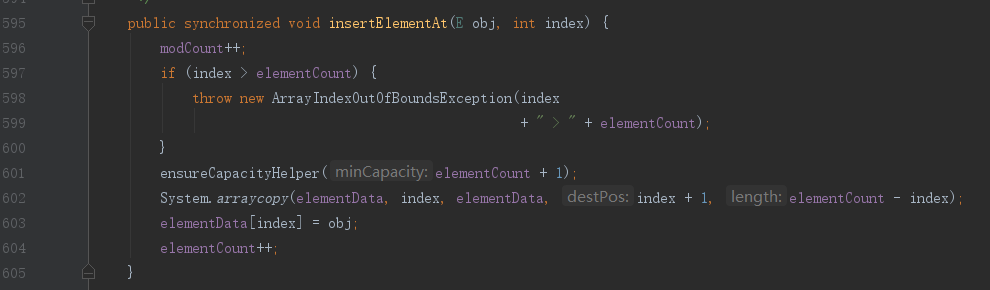 594 */
595 public synchronized void insertElementAt(E obj, int index) {
596 modCount++;
597 if (index > elementCount) {
598 throw new ArrayIndexOutOfBoundsException(index
599 + " > " + elementCount);
600 }
601 ensureCapacityHelper( minCapacity: elementCount + 1);
602 System.arraycopy(elementData, index, elementData, destPos: index + 1, length: elementCount - index);
603 elementData[index] = obj;
604 elementCount++;
605 }